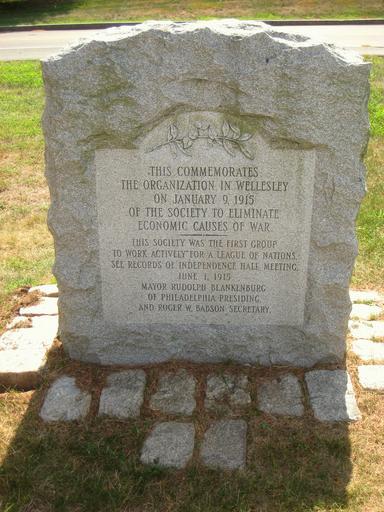 THIS COMMEMORATES
THE ORGANIZATION IN WELLESLEY
ON JANUARY 9, 1915
OF THE SOCIETY TO ELIMINATE
ECONOMIC CAUSES OF WAR.
THIS SOCIETY WAS THE FIRST GROUP
TO WORK ACTIVELY FOR A LEAGUE OF NATIONS.
SEE RECORDS OF INDEPENDENCE HALL MEETING,
JUNE 1, 1915
MAYOR RUDOLPH BLANKENBURG
OF PHILADELPHIA PRESIDING
AND ROGER W. BABSON SECRETARY.